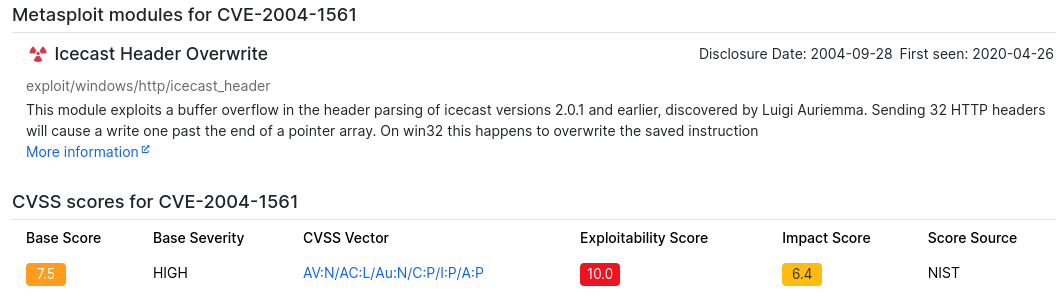 Metasploit modules for CVE-2004-1561
Icecast Header Overwrite Disclosure Date: 2004-09-28 First seen: 2020-04-26
exploit/windows/http/icecast_header
This module exploits a buffer overflow in the header parsing of icecast versions 2.0.1 and earlier, discovered by Luigi Auriemma. Sending 32 HTTP headers
will cause a write one past the end of a pointer array. On win32 this happens to overwrite the saved instruction
More information
CVSS scores for CVE-2004-1561
Base Score Base Severity CVSS Vector Exploitability Score Impact Score Score Source
7.5 HIGH AV:N/AC:L/Au:N/C:P/I:P/A:P 10.0 6.4 NIST